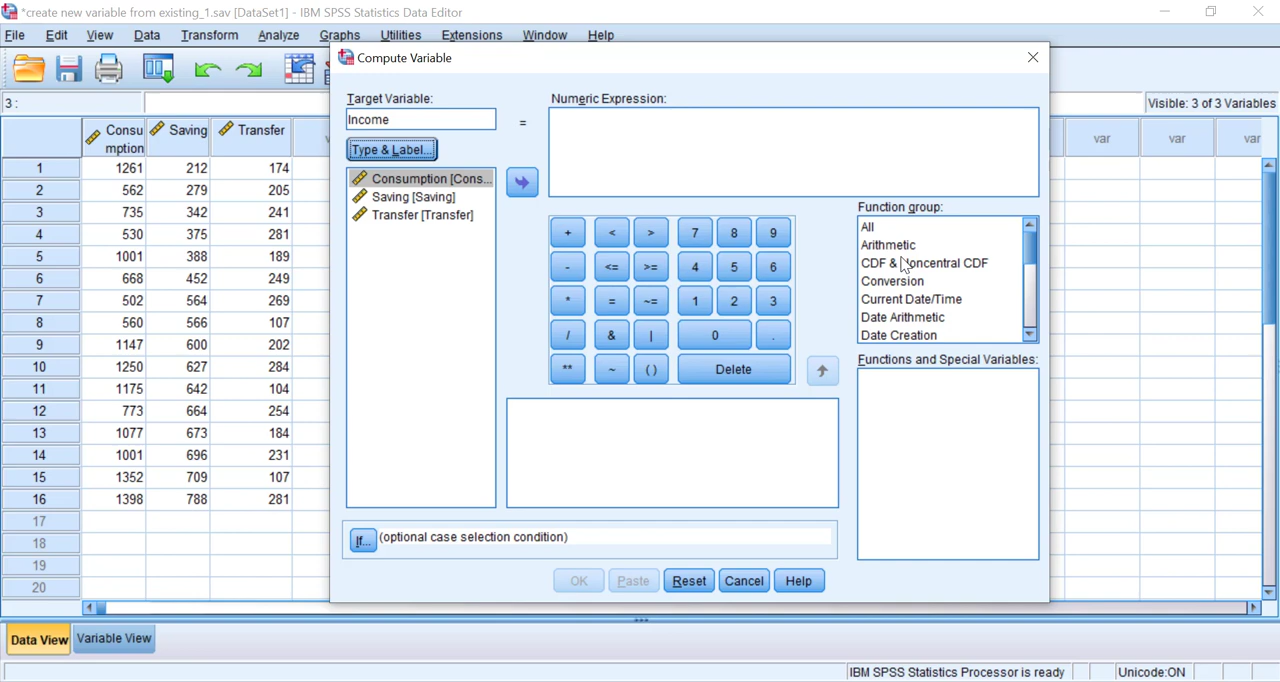 *create new variable from existing_1.sav [DataSet1] - IBM SPSS Statistics Data Editor
File Edit View Data Transform Analyze Graphs Utilities Extensions Window Help
Compute Variable
3 :
Visible: 3 of 3 Variables
Consu
mption
Saving
Transfer
var
var
var
1 1261 212 174
2 562 279 205
3 735 342 241
4 530 375 281
5 1001 388 189
6 668 452 249
7 502 564 269
8 560 566 107
9 1147 600 202
10 1250 627 284
11 1175 642 104
12 773 664 254
13 1077 673 184
14 1001 696 231
15 1352 709 107
16 1398 788 281
17
18
19
20
Target Variable:
Income
=
Numeric Expression:
Type & Label...
Consumption [Cons...
Saving [Saving]
Transfer [Transfer]
+ < > 7 8 9
- <= >= 4 5 6
* = ~= 1 2 3
/ & | 0 .
** ~ ( ) Delete
Function group:
All
Arithmetic
CDF & Noncentral CDF
Conversion
Current Date/Time
Date Arithmetic
Date Creation
Functions and Special Variables:
If... (optional case selection condition)
OK Paste Reset Cancel Help
Data View Variable View
IBM SPSS Statistics Processor is ready
Unicode:ON